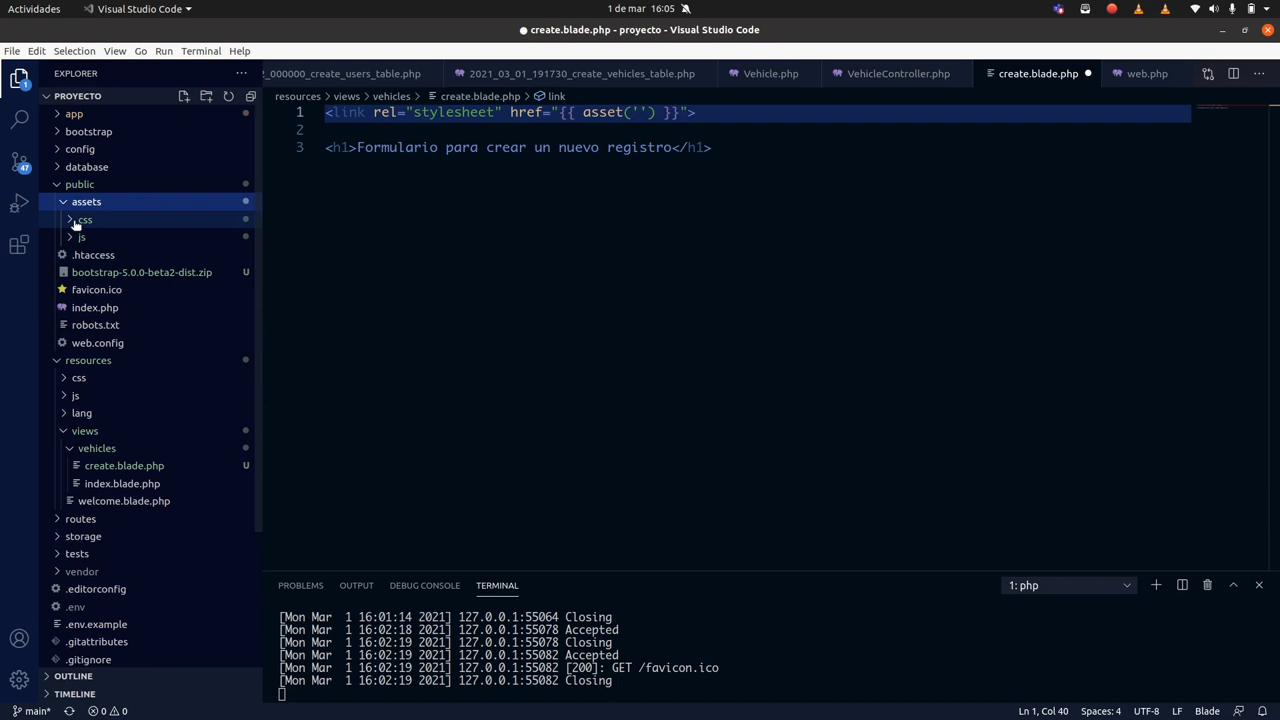 Actividades
Visual Studio Code
1 de mar 16:05
create.blade.php - proyecto - Visual Studio Code
File Edit Selection View Go Run Terminal Help
EXPLORER
2_000000_create_users_table.php
2021_03_01_191730_create_vehicles_table.php
Vehicle.php
VehicleController.php
create.blade.php
web.php
PROYECTO
resources > views > vehicles > create.blade.php > link
1 <link rel="stylesheet" href="{{ asset('') }}">
2
3 <h1>Formulario para crear un nuevo registro</h1>
app
bootstrap
config
database
public
assets
css
js
.htaccess
bootstrap-5.0.0-beta2-dist.zip U
favicon.ico
index.php
robots.txt
web.config
resources
css
js
lang
views
vehicles
create.blade.php U
index.blade.php
welcome.blade.php
routes
storage
tests
vendor
.editorconfig
.env
.env.example
.gitattributes
.gitignore
OUTLINE
TIMELINE
1
47
PROBLEMS OUTPUT DEBUG CONSOLE TERMINAL
1: php
[Mon Mar  1 16:01:14 2021] 127.0.0.1:55064 Closing
[Mon Mar  1 16:02:18 2021] 127.0.0.1:55078 Accepted
[Mon Mar  1 16:02:19 2021] 127.0.0.1:55078 Closing
[Mon Mar  1 16:02:19 2021] 127.0.0.1:55082 Accepted
[Mon Mar  1 16:02:19 2021] 127.0.0.1:55082 [200]: GET /favicon.ico
[Mon Mar  1 16:02:19 2021] 127.0.0.1:55082 Closing
main* 0 0
Ln 1, Col 40 Spaces: 4 UTF-8 LF Blade